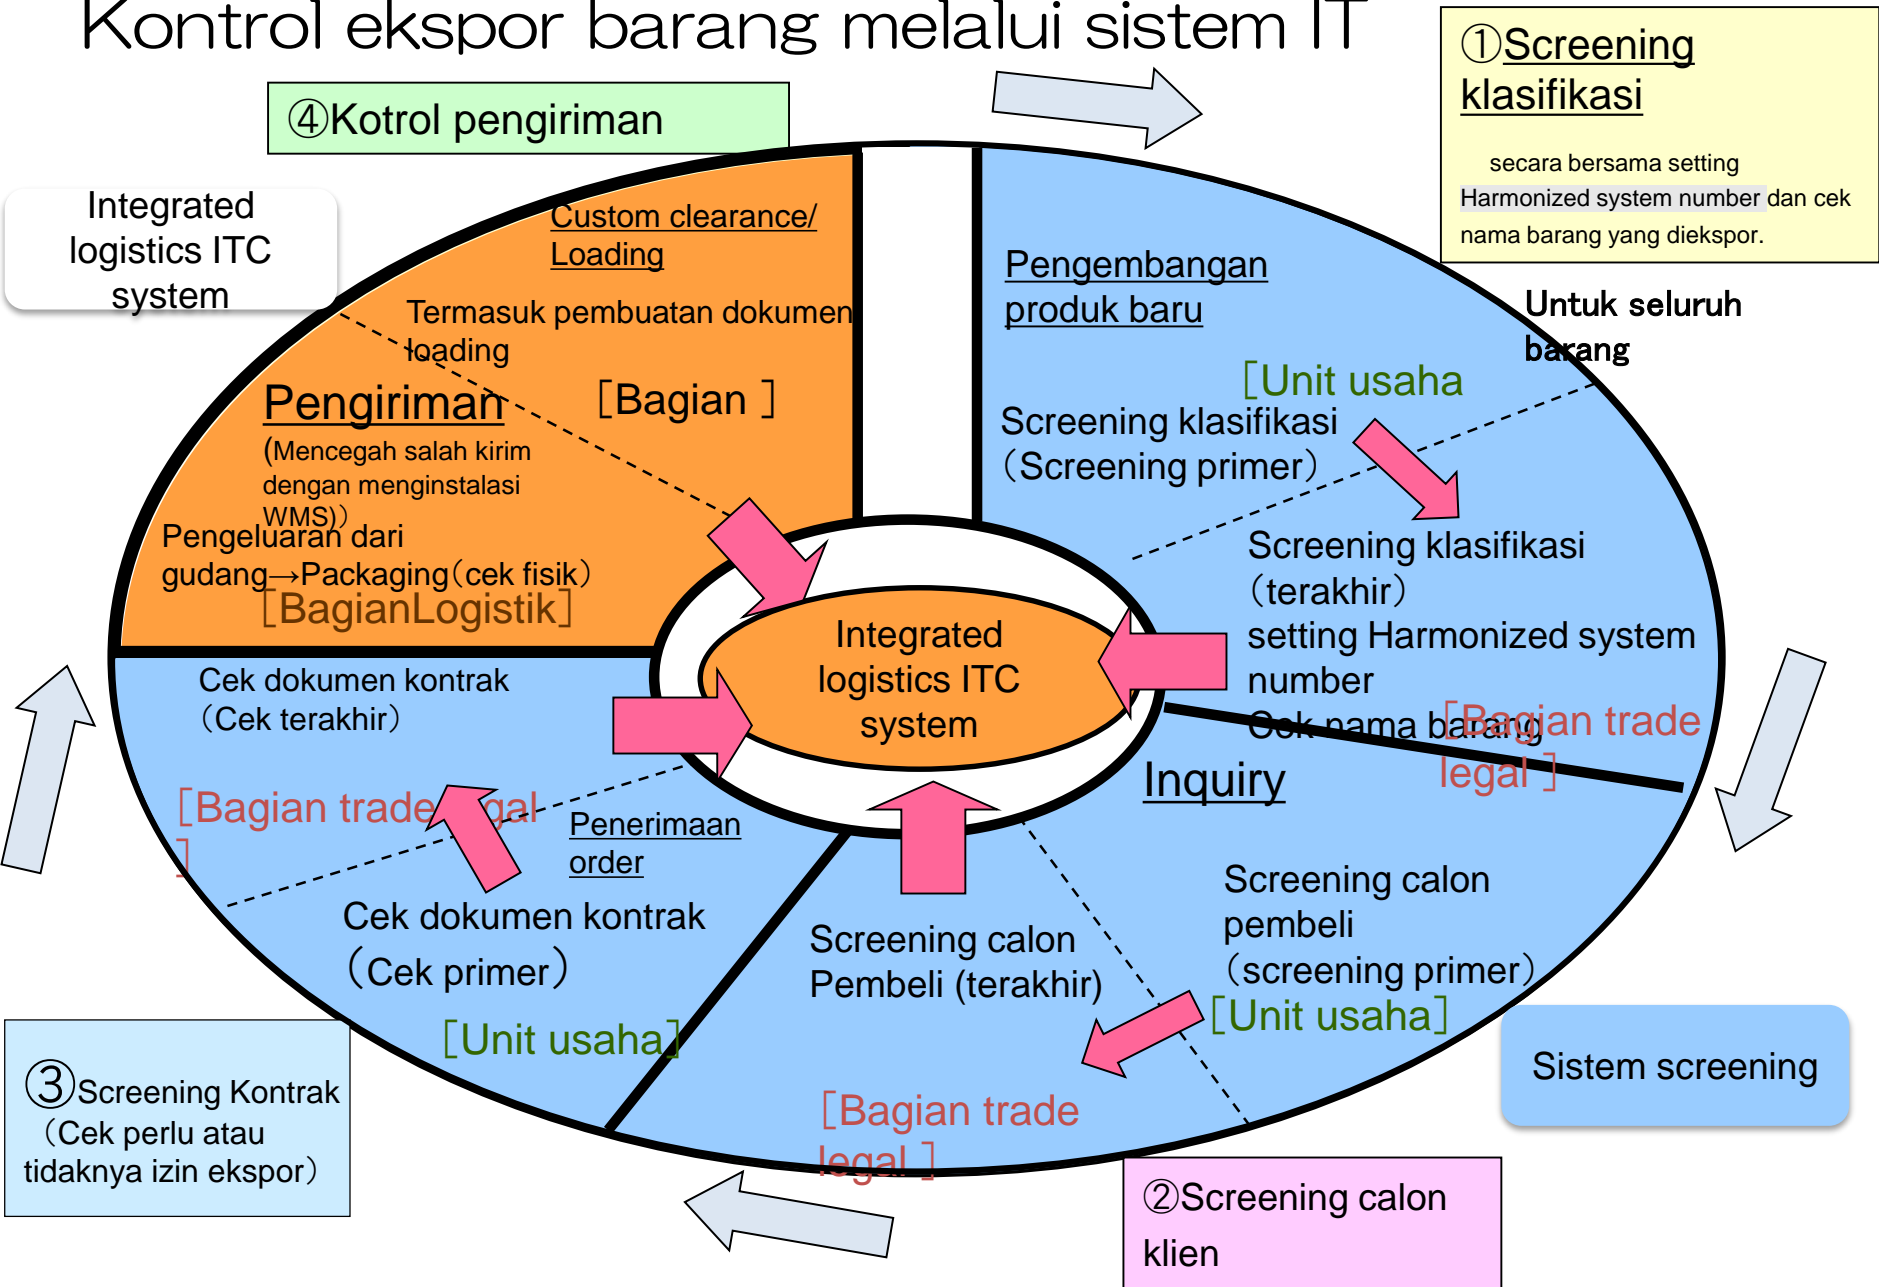 Kontrol ekspor barang melalui sistem IT
①Screening
klasifikasi
secara bersama setting
Harmonized system number dan cek
nama barang yang diekspor.
④Kotrol pengiriman
Integrated
logistics ITC
system
Custom clearance/
Loading
Termasuk pembuatan dokumen
loading
[Bagian ]
Pengiriman
(Mencegah salah kirim
dengan menginstalasi
WMS)）
Pengeluaran dari
gudang→Packaging（cek fisik）
[BagianLogistik]
Pengembangan
produk baru
Untuk seluruh
barang
[Unit usaha
Screening klasifikasi
（Screening primer）
Screening klasifikasi
（terakhir）
setting Harmonized system
number
Cek nama barang
[Bagian trade
legal ]
Integrated
logistics ITC
system
Inquiry
Screening calon
pembeli
（screening primer）
[Unit usaha]
Screening calon
Pembeli (terakhir)
[Bagian trade
legal ]
Cek dokumen kontrak
（Cek terakhir）
[Bagian trade legal
]
Penerimaan
order
Cek dokumen kontrak
（Cek primer）
[Unit usaha]
③Screening Kontrak
（Cek perlu atau
tidaknya izin ekspor）
Sistem screening
②Screening calon
klien